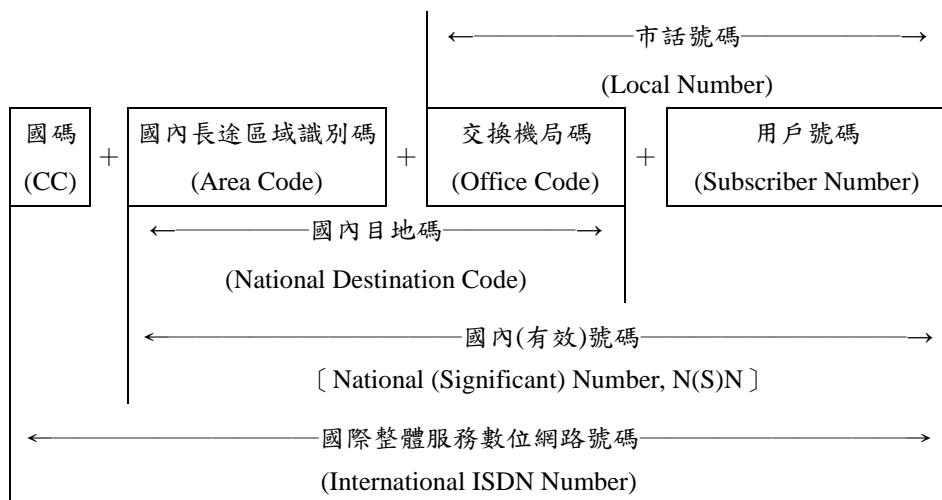 ←————市話號碼————→
(Local Number)
國碼 + 國內長途區域識別碼 + 交換機局碼 + 用戶號碼
(CC) (Area Code) (Office Code) (Subscriber Number)
←————國內目地碼————→
(National Destination Code)
←————國內(有效)號碼————→
〔 National (Significant) Number, N(S)N 〕
←————國際整體服務數位網路號碼————→
(International ISDN Number)